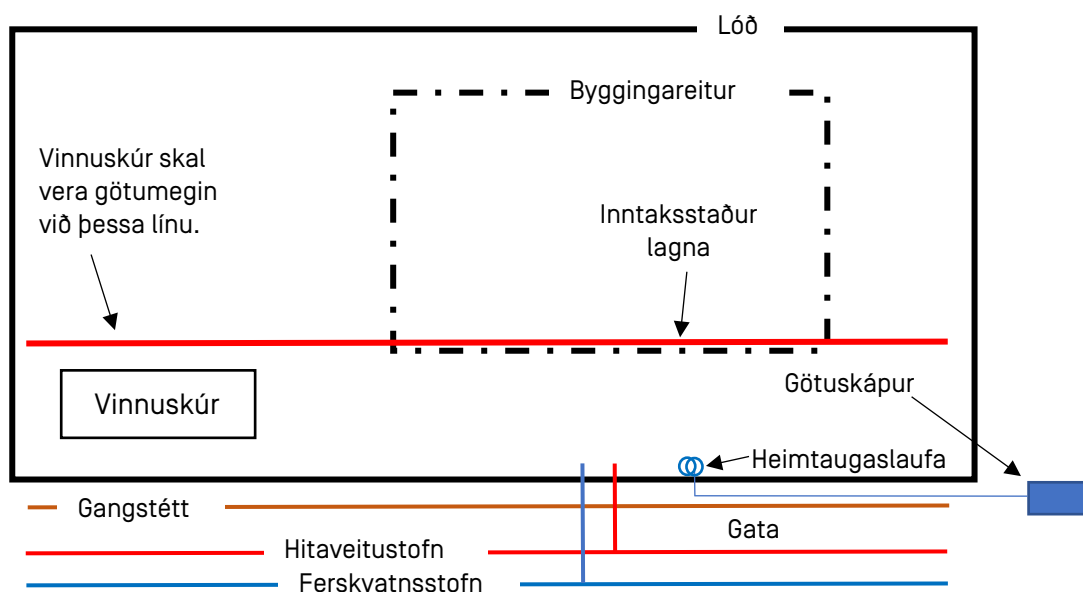 Lóð
Byggingareitur
Vinnuskúr skal
vera götumegin
við þessa línu.
Inntaksstaður
lagna
Götuskápur
Vinnuskúr
Heimtaugaslaufa
Gangstétt
Gata
Hitaveitustofn
Ferskvatnsstofn